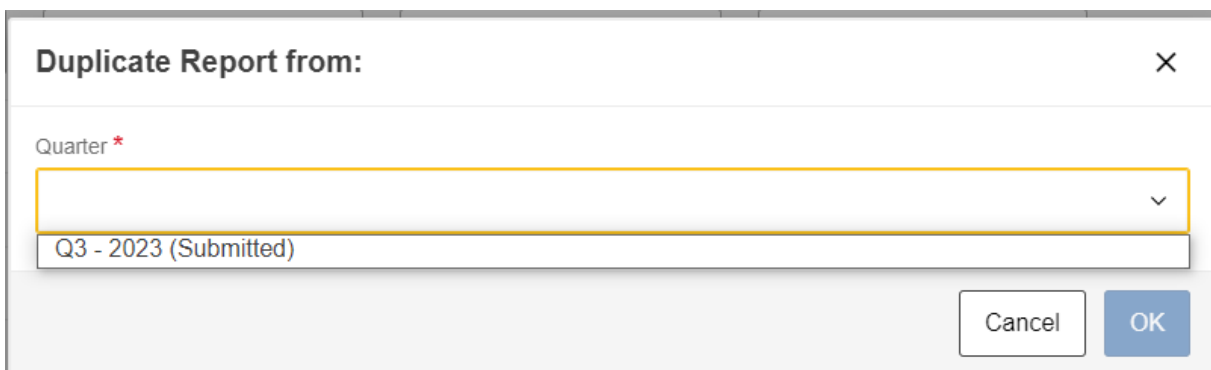 Duplicate Report from:
Quarter *
Q3 - 2023 (Submitted)
Cancel OK